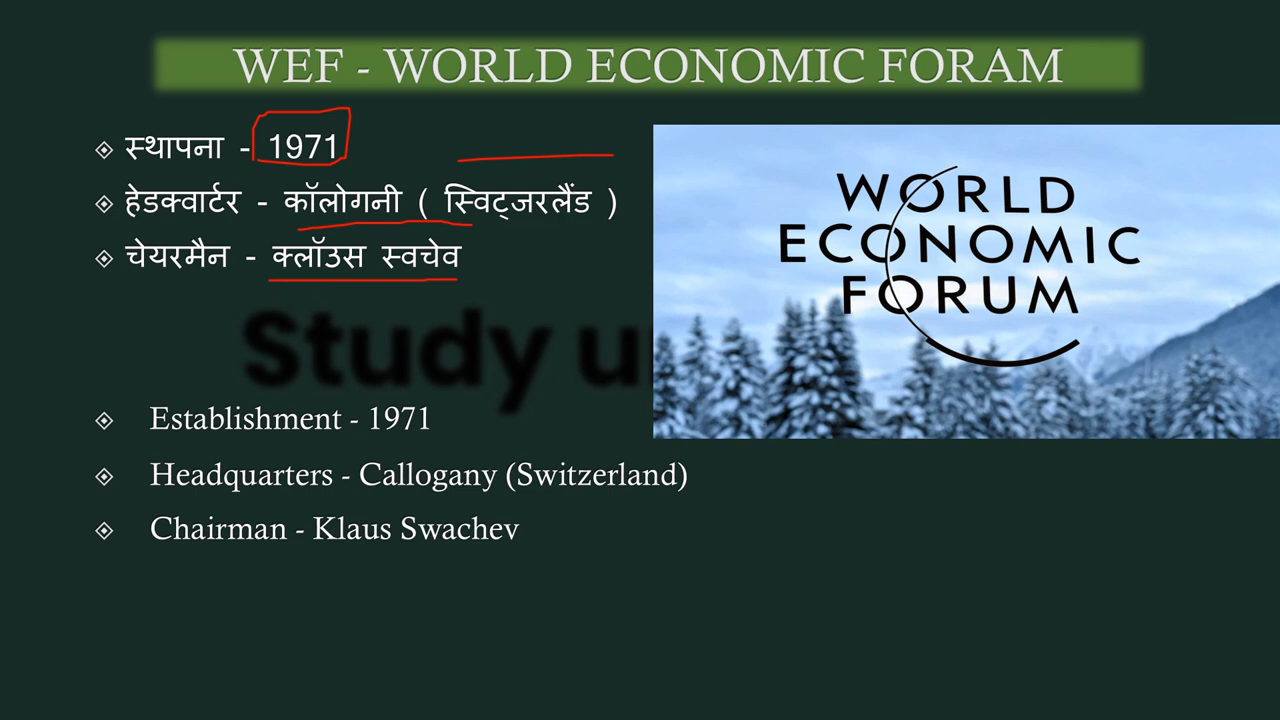 WEF - WORLD ECONOMIC FORAM
स्थापना - 1971
हेडक्वार्टर - कॉलोगनी ( स्विट्जरलैंड )
चेयरमैन - क्लॉउस स्वचेव
WORLD
ECONOMIC
FORUM
Study
Establishment - 1971
Headquarters - Callogany (Switzerland)
Chairman - Klaus Swachev